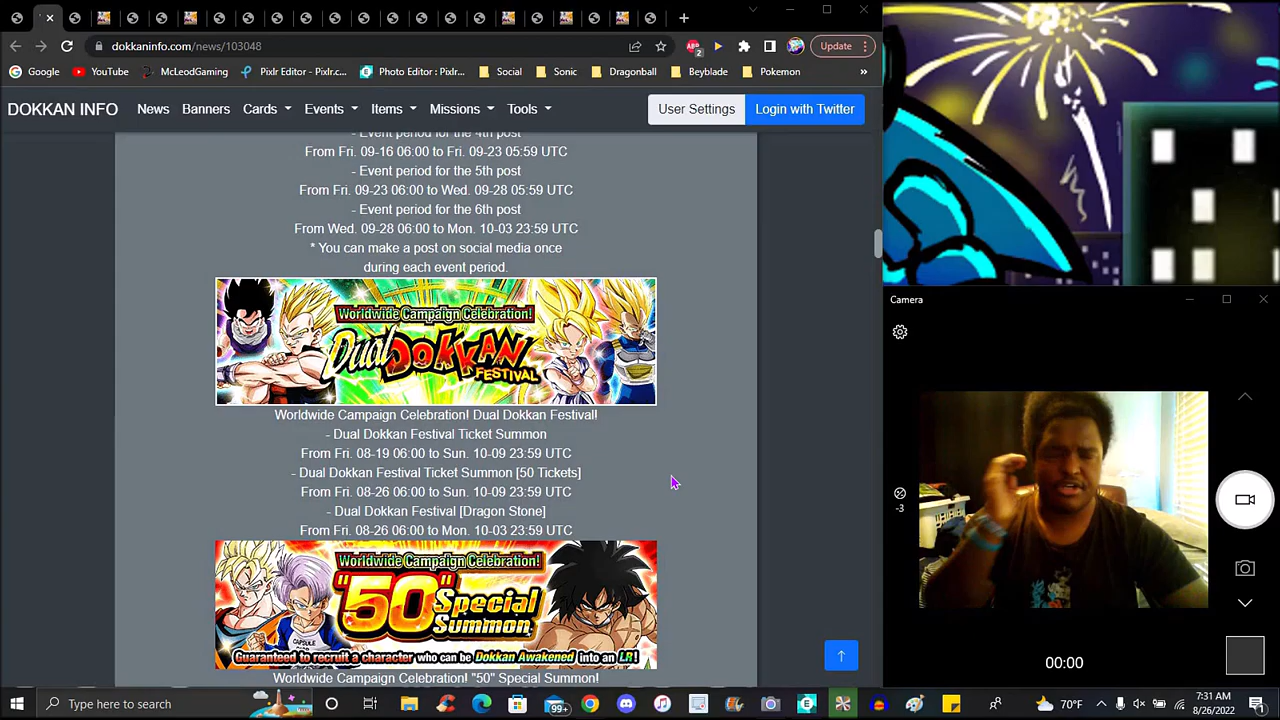 dokkaninfo.com/news/103048
Update
Google
YouTube
McLeodGaming
Pixlr Editor - Pixlr.c...
Photo Editor : Pixlr...
Social
Sonic
Dragonball
Beyblade
Pokemon
»
DOKKAN INFO
News
Banners
Cards
Events
Items
Missions
Tools
User Settings
Login with Twitter
- Event period for the 4th post
From Fri. 09-16 06:00 to Fri. 09-23 05:59 UTC
- Event period for the 5th post
From Fri. 09-23 06:00 to Wed. 09-28 05:59 UTC
- Event period for the 6th post
From Wed. 09-28 06:00 to Mon. 10-03 23:59 UTC
* You can make a post on social media once
during each event period.
Worldwide Campaign Celebration!
Dual DOKKAN
FESTIVAL
Worldwide Campaign Celebration! Dual Dokkan Festival!
- Dual Dokkan Festival Ticket Summon
From Fri. 08-19 06:00 to Sun. 10-09 23:59 UTC
- Dual Dokkan Festival Ticket Summon [50 Tickets]
From Fri. 08-26 06:00 to Sun. 10-09 23:59 UTC
- Dual Dokkan Festival [Dragon Stone]
From Fri. 08-26 06:00 to Mon. 10-03 23:59 UTC
Worldwide Campaign Celebration!
"50" Special
Summon
CAPSULE
Guaranteed to recruit a character who can be Dokkan Awakened into an LR!
Worldwide Campaign Celebration! "50" Special Summon!
Camera
-3
00:00
Type here to search
99+
70°F
7:31 AM
8/26/2022